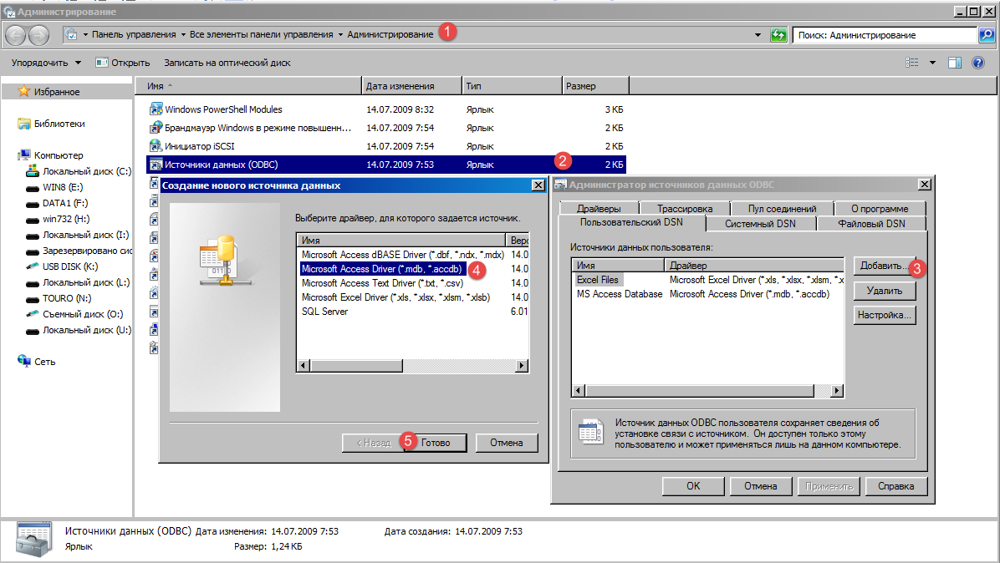 Администрирование
Панель управления Все элементы панели управления Администрирование 1
Поиск: Администрирование
Упорядочить Открыть Записать на оптический диск
Избранное
Библиотеки
Компьютер
Локальный диск (C:)
WIN8 (E:)
DATA1 (F:)
win732 (H:)
Локальный диск (I:)
Зарезервировано сис
USB DISK (K:)
Локальный диск (L:)
TOURO (N:)
Съемный диск (O:)
Локальный диск (U:)
Сеть
Имя Дата изменения Тип Размер
Windows PowerShell Modules 14.07.2009 8:32 Ярлык 3 КБ
Брандмауэр Windows в режиме повышенн... 14.07.2009 7:54 Ярлык 2 КБ
Инициатор iSCSI 14.07.2009 7:54 Ярлык 2 КБ
Источники данных (ODBC) 14.07.2009 7:53 Ярлык 2 2 КБ
Создание нового источника данных
Выберите драйвер, для которого задается источник.
Имя Верс
Microsoft Access dBASE Driver (*.dbf, *.ndx, *.mdx) 14.0
Microsoft Access Driver (*.mdb, *.accdb) 4 14.0
Microsoft Access Text Driver (*.txt, *.csv) 14.0
Microsoft Excel Driver (*.xls, *.xlsx, *.xlsm, *.xlsb) 14.0
SQL Server 6.01
< Назад 5 Готово Отмена
Администратор источников данных ODBC
Драйверы Трассировка Пул соединений О программе
Пользовательский DSN Системный DSN Файловый DSN
Источники данных пользователя:
Имя Драйвер
Excel Files Microsoft Excel Driver (*.xls, *.xlsx, *.xlsm, *.x
MS Access Database Microsoft Access Driver (*.mdb, *.accdb)
Добавить... 3
Удалить
Настройка...
Источник данных ODBC пользователя сохраняет сведения об
установке связи с источником. Он доступен только этому
пользователю и может применяться лишь на данном компьютере.
OK Отмена Применить Справка
Источники данных (ODBC) Дата изменения: 14.07.2009 7:53 Дата создания: 14.07.2009 7:53
Ярлык Размер: 1,24 КБ